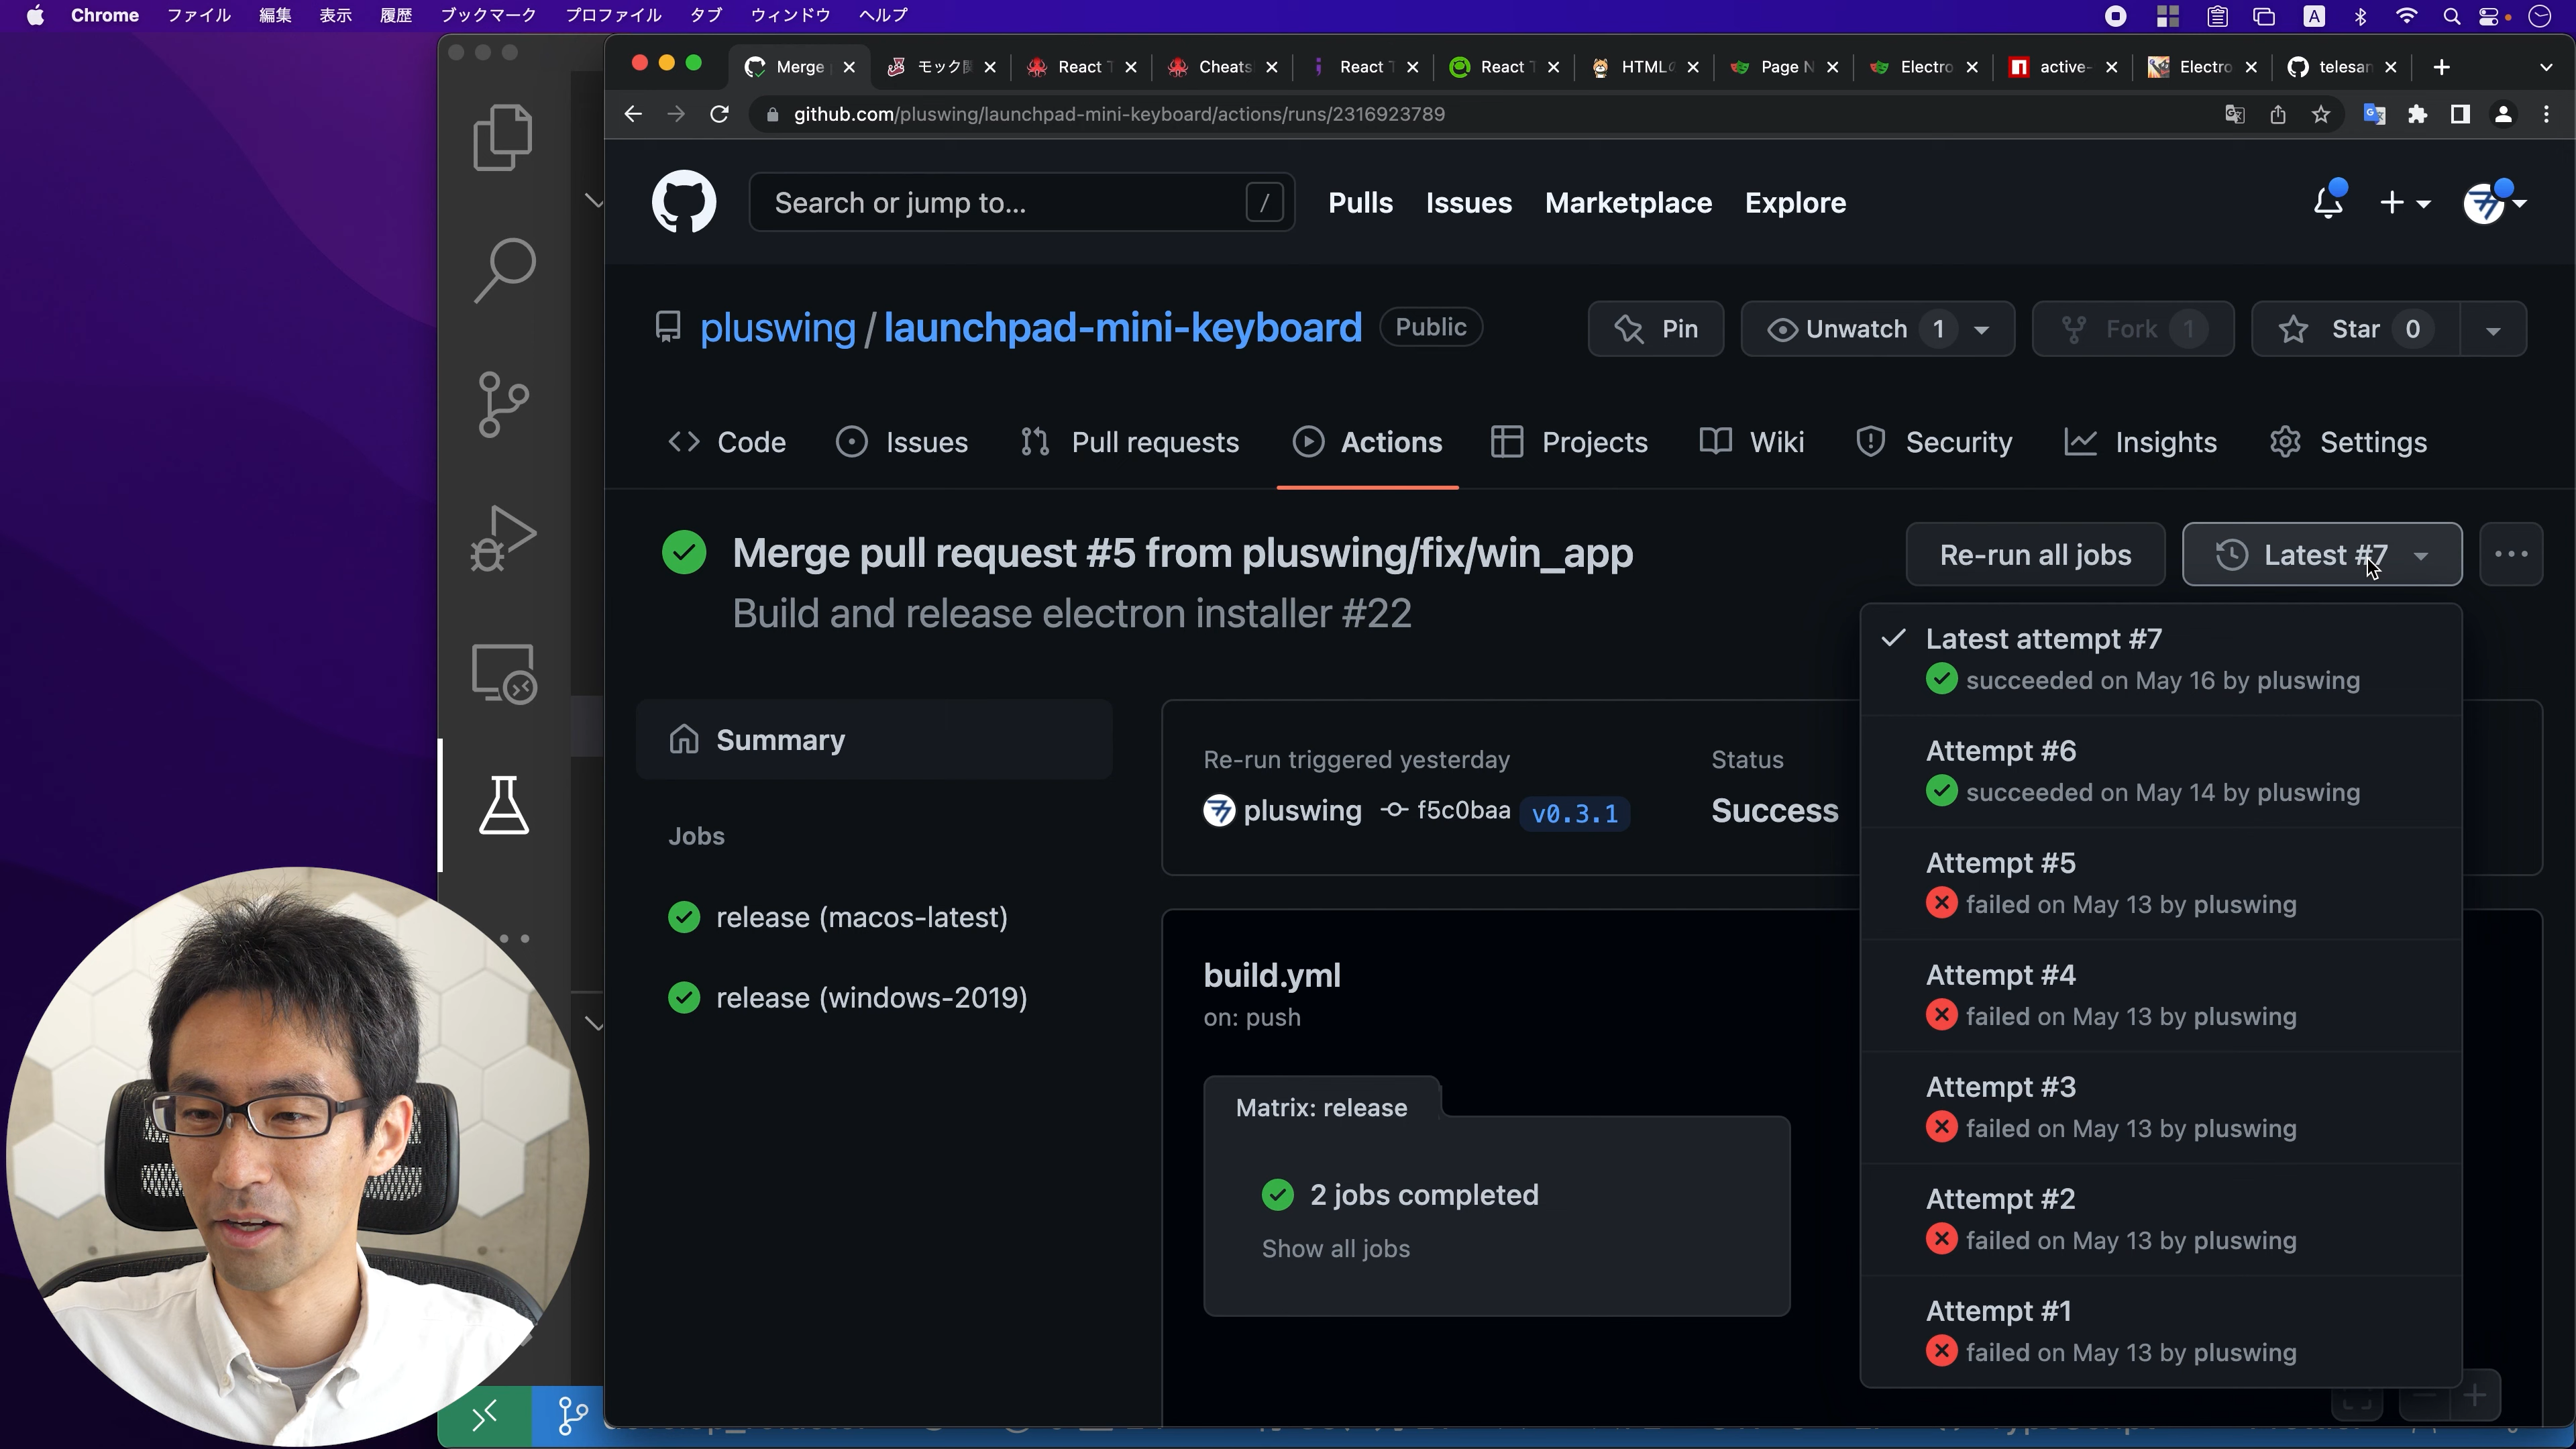 Chrome ファイル 編集 表示 履歴 ブックマーク プロファイル タブ ウィンドウ ヘルプ A
Merge モック React T Cheats React T React T HTML Page N Electro active- Electro telesan
github.com/pluswing/launchpad-mini-keyboard/actions/runs/2316923789
Search or jump to... / Pulls Issues Marketplace Explore
pluswing / launchpad-mini-keyboard Public Pin Unwatch 1 Fork 1 Star 0
Code Issues Pull requests Actions Projects Wiki Security Insights Settings
Merge pull request #5 from pluswing/fix/win_app Re-run all jobs Latest #7
Build and release electron installer #22
Summary
Jobs
release (macos-latest)
release (windows-2019)
Re-run triggered yesterday Status
pluswing f5c0baa v0.3.1 Success
build.yml
on: push
Matrix: release
2 jobs completed
Show all jobs
Latest attempt #7
succeeded on May 16 by pluswing
Attempt #6
succeeded on May 14 by pluswing
Attempt #5
failed on May 13 by pluswing
Attempt #4
failed on May 13 by pluswing
Attempt #3
failed on May 13 by pluswing
Attempt #2
failed on May 13 by pluswing
Attempt #1
failed on May 13 by pluswing